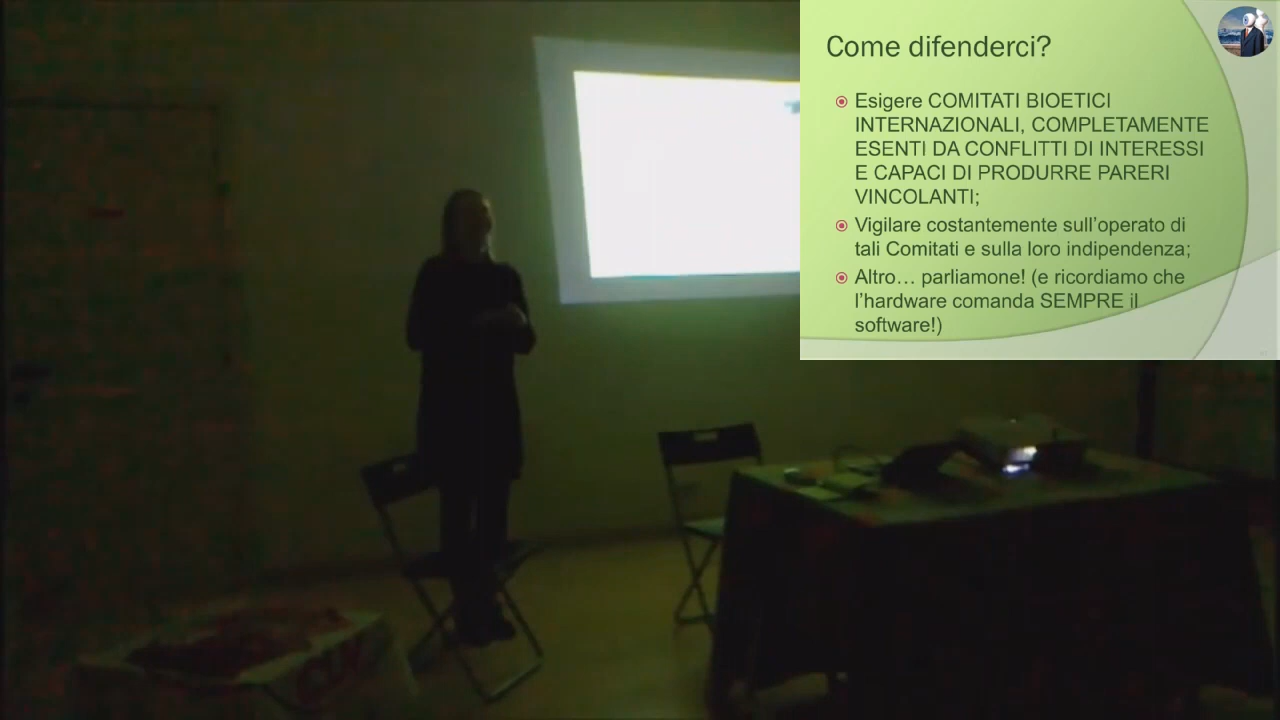 Come difenderci?
Esigere COMITATI BIOETICI
INTERNAZIONALI, COMPLETAMENTE
ESENTI DA CONFLITTI DI INTERESSI
E CAPACI DI PRODURRE PARERI
VINCOLANTI;
Vigilare costantemente sull'operato di
tali Comitati e sulla loro indipendenza;
Altro… parliamone! (e ricordiamo che
l'hardware comanda SEMPRE il
software!)